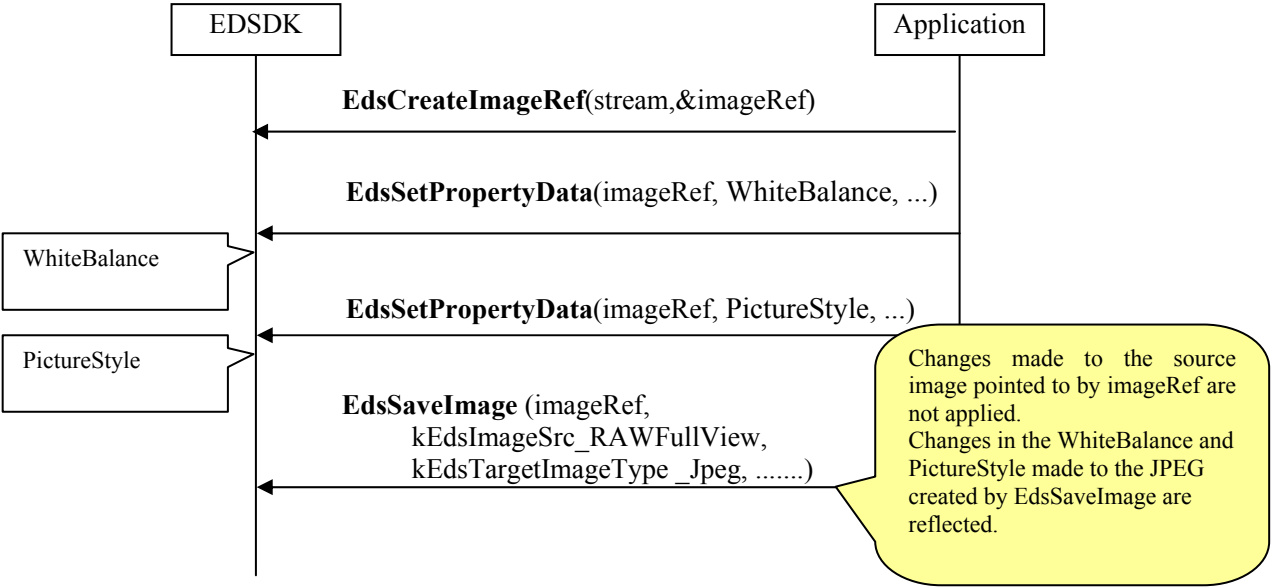 EDSDK
Application
EdsCreateImageRef(stream,&imageRef)
EdsSetPropertyData(imageRef, WhiteBalance, ...)
WhiteBalance
EdsSetPropertyData(imageRef, PictureStyle, ...)
PictureStyle
EdsSaveImage (imageRef,
kEdsImageSrc_RAWFullView,
kEdsTargetImageType _Jpeg, .......)
Changes made to the source
image pointed to by imageRef are
not applied.
Changes in the WhiteBalance and
PictureStyle made to the JPEG
created by EdsSaveImage are
reflected.